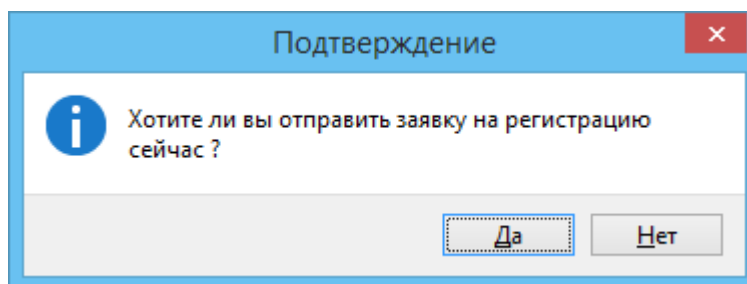 Подтверждение
Хотите ли вы отправить заявку на регистрацию
сейчас ?
Да
Нет